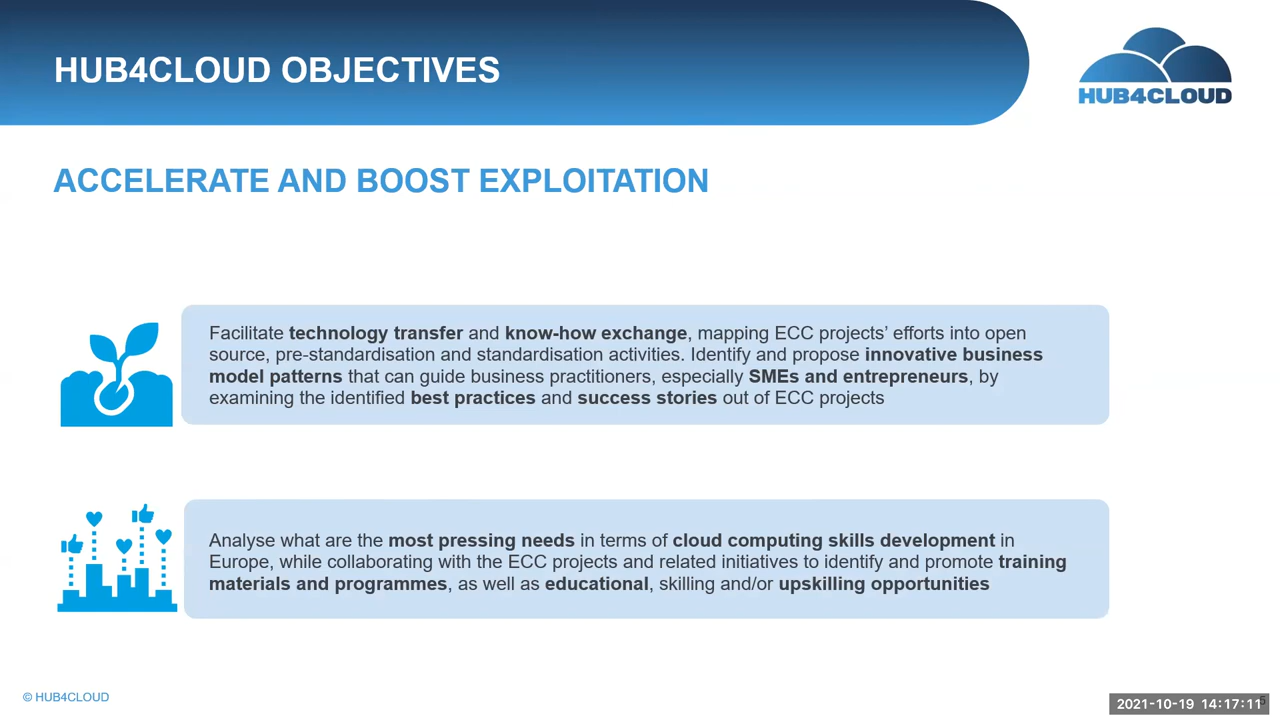 HUB4CLOUD OBJECTIVES
HUB4CLOUD
ACCELERATE AND BOOST EXPLOITATION
Facilitate technology transfer and know-how exchange, mapping ECC projects’ efforts into open
source, pre-standardisation and standardisation activities. Identify and propose innovative business
model patterns that can guide business practitioners, especially SMEs and entrepreneurs, by
examining the identified best practices and success stories out of ECC projects
Analyse what are the most pressing needs in terms of cloud computing skills development in
Europe, while collaborating with the ECC projects and related initiatives to identify and promote training
materials and programmes, as well as educational, skilling and/or upskilling opportunities
© HUB4CLOUD
2021-10-19 14:17:11
5